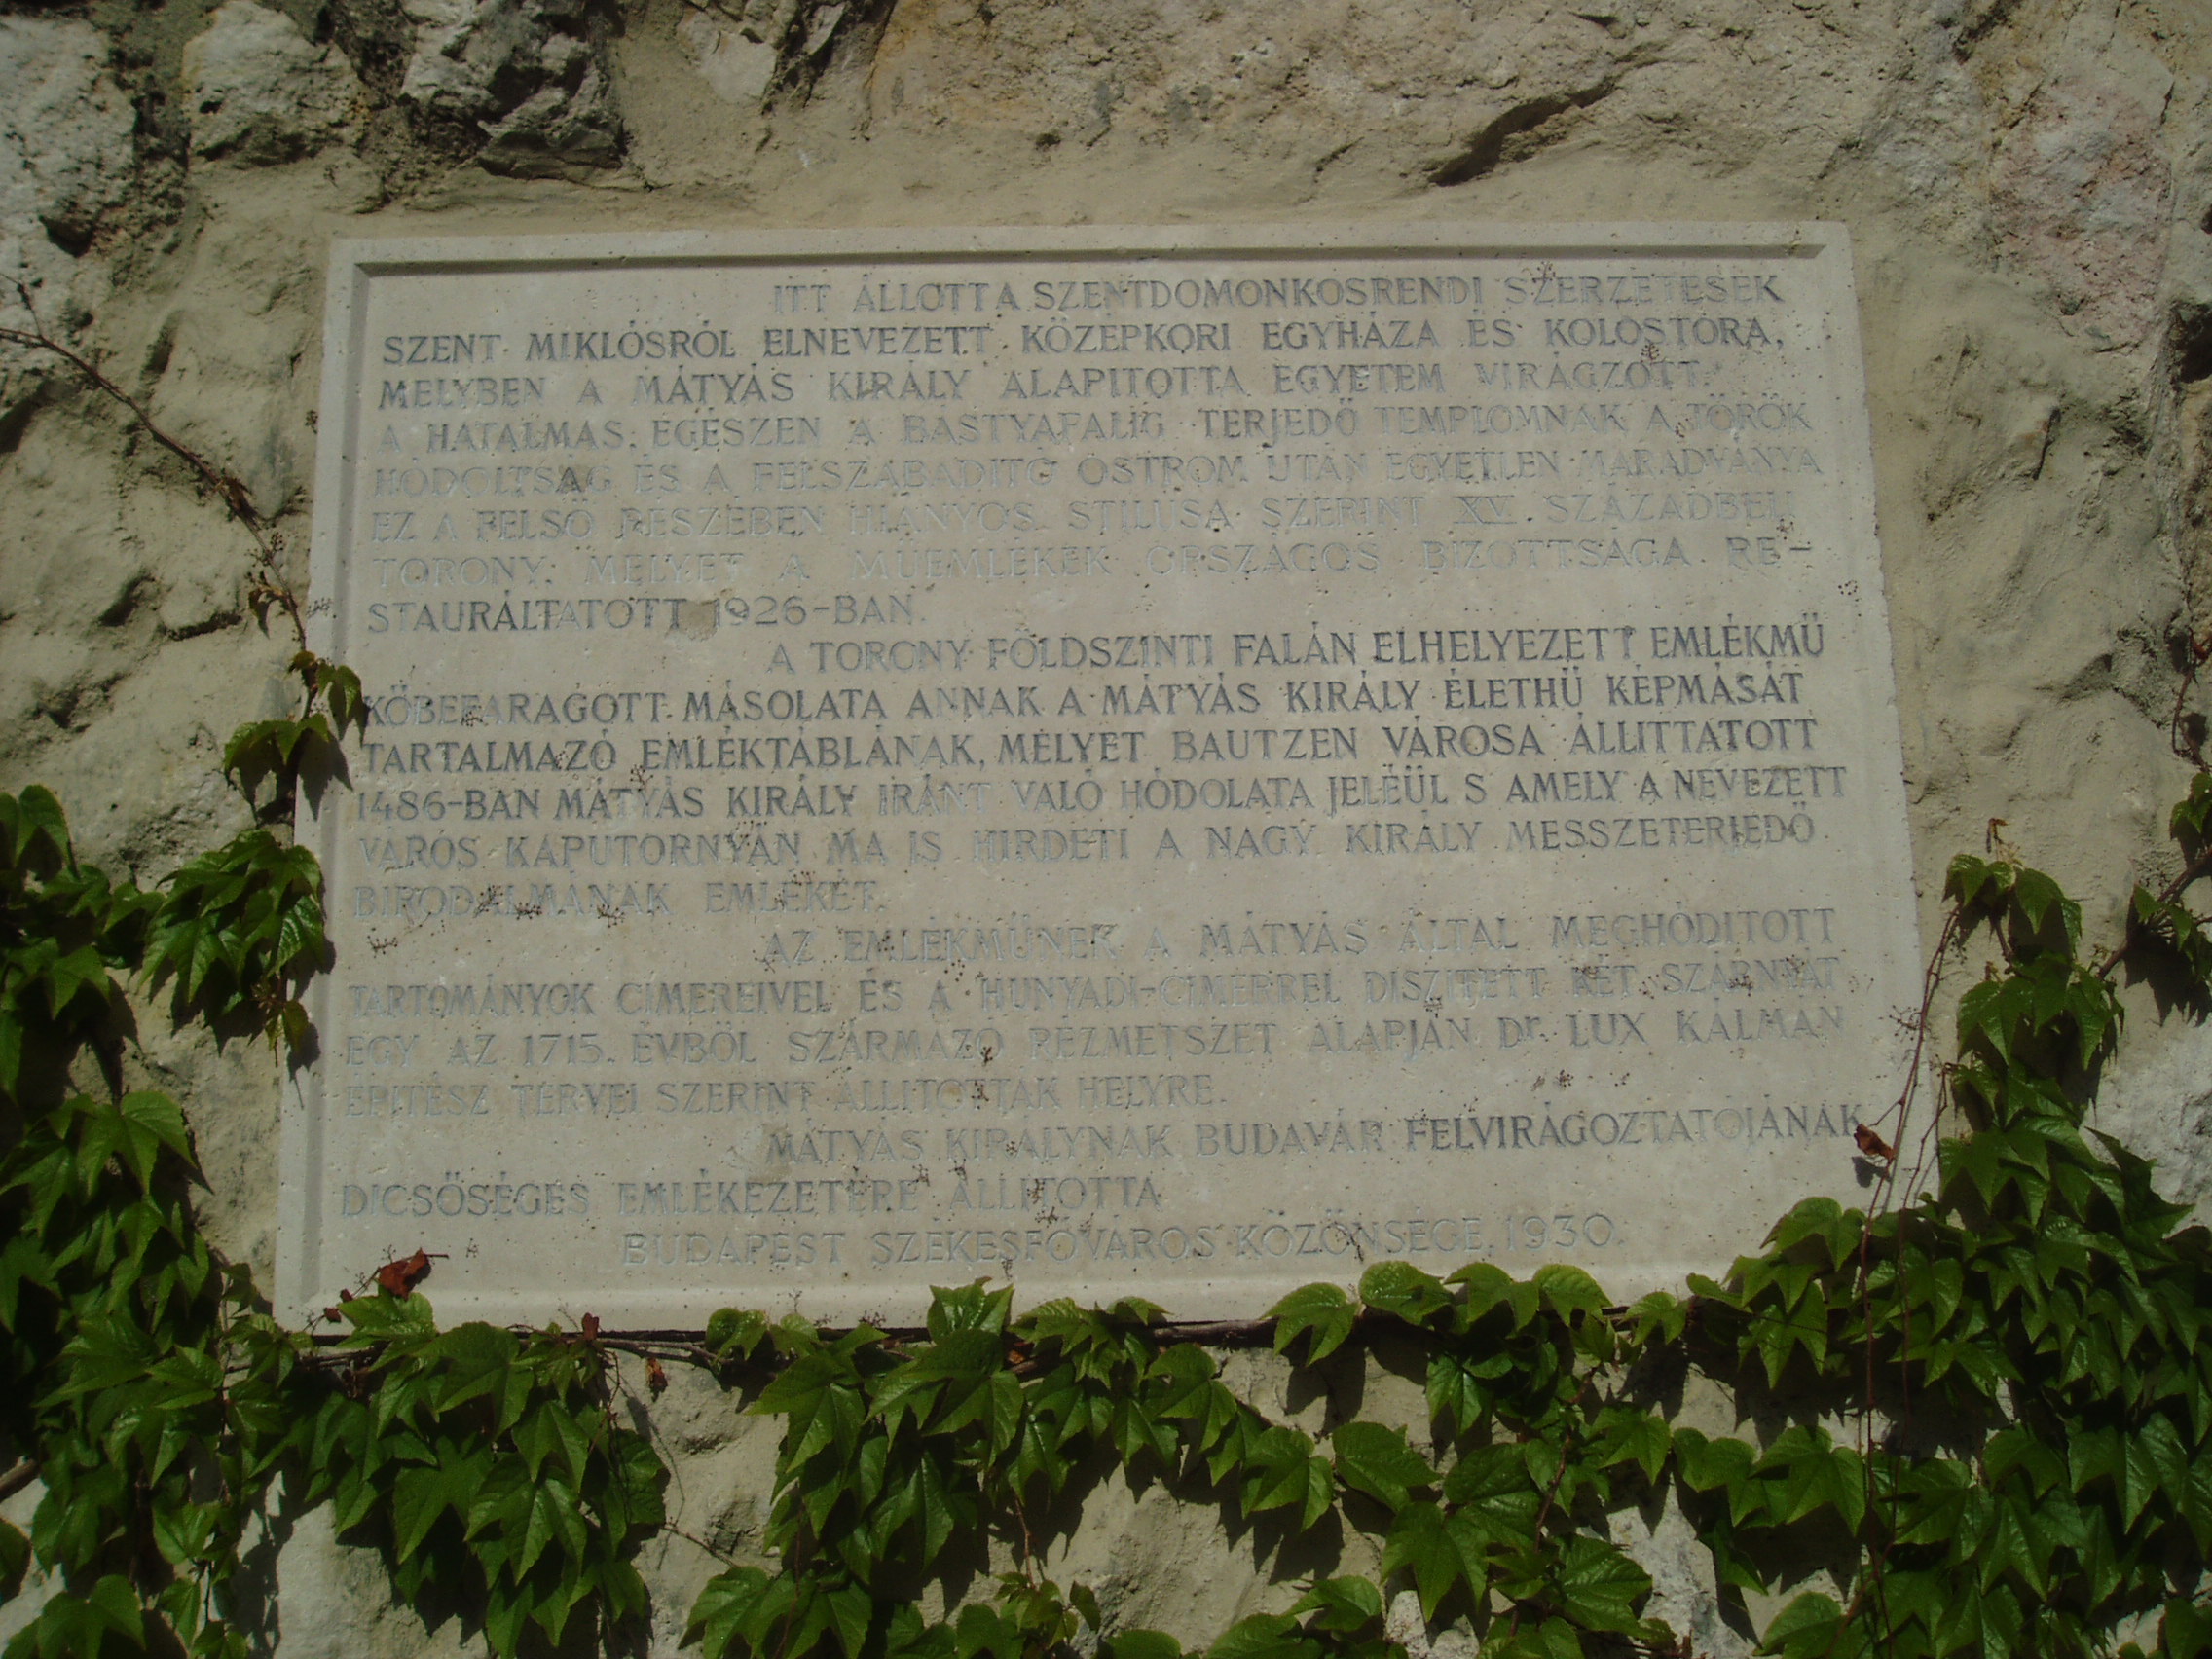 ITT ÁLLOTT A SZENTDOMONKOSRENDI SZERZETESEK
SZENT MIKLÓSRÓL ELNEVEZETT KÖZÉPKORI EGYHÁZA ÉS KOLOSTORA,
MELYBEN A MÁTYÁS KIRÁLY ALAPITOTTA EGYETEM VIRÁGZOTT.
A HATALMAS, EGÉSZEN A BÁSTYAFALIG TERJEDŐ TEMPLOMNAK A TÖRÖK
HÓDOLTSÁG ÉS A FELSZABADITÓ OSTROM UTÁN EGYETLEN MARADVÁNYA
EZ A FELSŐ RÉSZÉBEN HIÁNYOS STILUSA SZERINT XV. SZÁZADBELI
TORONY, MELYET A MŰEMLÉKEK ORSZÁGOS BIZOTTSÁGA RE-
STAURÁLTATOTT 1926-BAN.
A TORONY FÖLDSZINTI FALÁN ELHELYEZETT EMLÉKMŰ
KŐBEFARAGOTT MÁSOLATA ANNAK A MÁTYÁS KIRÁLY ÉLETHŰ KÉPMÁSÁT
TARTALMAZÓ EMLÉKTÁBLÁNAK, MELYET BAUTZEN VÁROSA ÁLLITTATOTT
1486-BAN MÁTYÁS KIRÁLY IRÁNT VALÓ HÓDOLATA JELÉÜL S AMELY A NEVEZETT
VÁROS KAPUTORNYÁN MA IS HIRDETI A NAGY KIRÁLY MESSZETERJEDŐ
BIRODALMÁNAK EMLÉKÉT.
AZ EMLÉKMŰNEK A MÁTYÁS ÁLTAL MEGHÓDITOTT
TARTOMÁNYOK CIMEREIVEL ÉS A HUNYADI-CIMERREL DISZITETT KÉT SZÁRNYÁT
EGY AZ 1715. ÉVBŐL SZÁRMAZÓ RÉZMETSZET ALAPJÁN Dr. LUX KÁLMÁN
ÉPITÉSZ TERVEI SZERINT ÁLLITOTTÁK HELYRE.
MÁTYÁS KIRÁLYNAK BUDAVÁR FELVIRÁGOZTATÓJÁNAK
DICSŐSÉGES EMLÉKEZETÉRE ÁLLITOTTA
BUDAPEST SZÉKESFŐVÁROS KÖZÖNSÉGE. 1930.